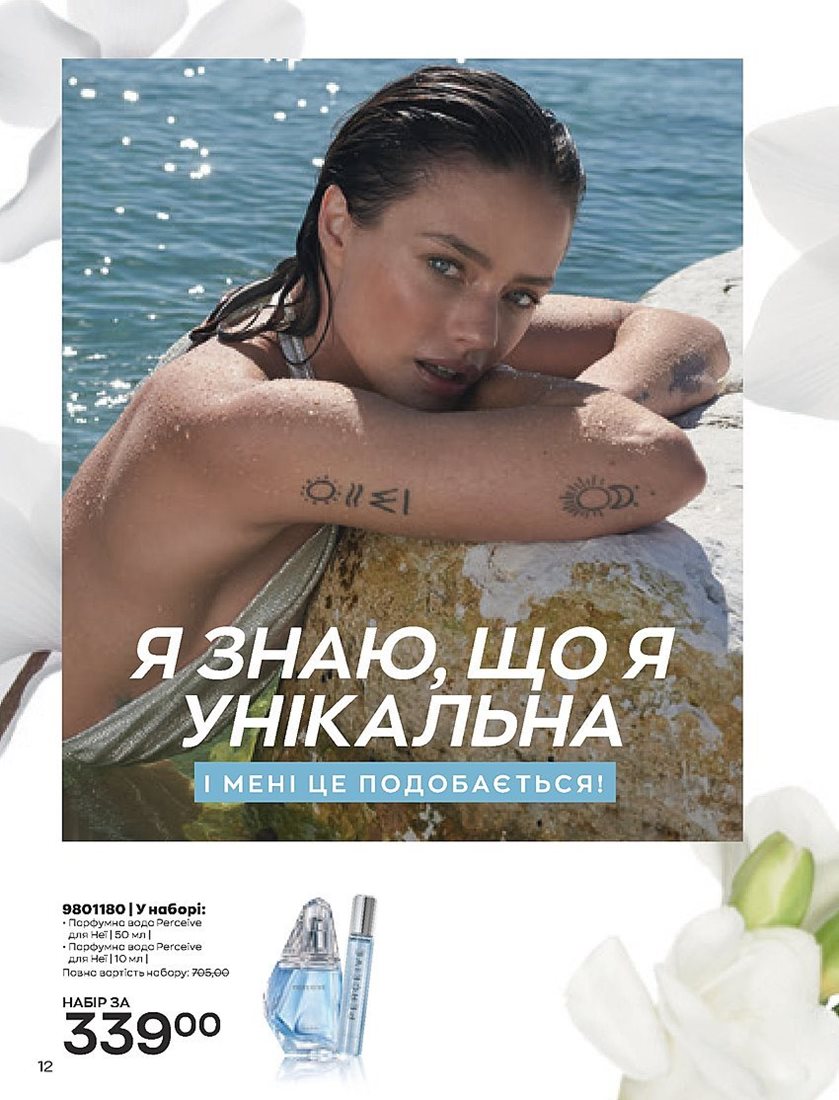 Я ЗНАЮ, ЩО Я
УНІКАЛЬНА
І МЕНІ ЦЕ ПОДОБАЄТЬСЯ!
9801180 | У наборі:
• Парфумна вода Perceive
для Неї | 50 мл |
• Парфумна вода Perceive
для Неї | 10 мл |
Повна вартість набору: 705,00
НАБІР ЗА
339⁰⁰
PERCEIVE
12